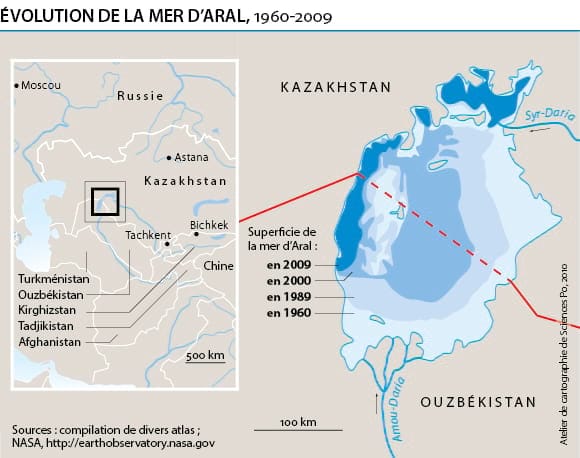 ÉVOLUTION DE LA MER D’ARAL, 1960-2009
Moscou
Russie
Astana
Kazakhstan
Bichkek
Tachkent
Chine
Turkménistan
Ouzbékistan
Kirghizstan
Tadjikistan
Afghanistan
500 km
KAZAKHSTAN
Syr-Daria
Superficie de
la mer d’Aral :
en 2009
en 2000
en 1989
en 1960
Amou-Daria
OUZBÉKISTAN
100 km
Atelier de cartographie de Sciences Po, 2010
Sources : compilation de divers atlas ;
NASA, http://earthobservatory.nasa.gov